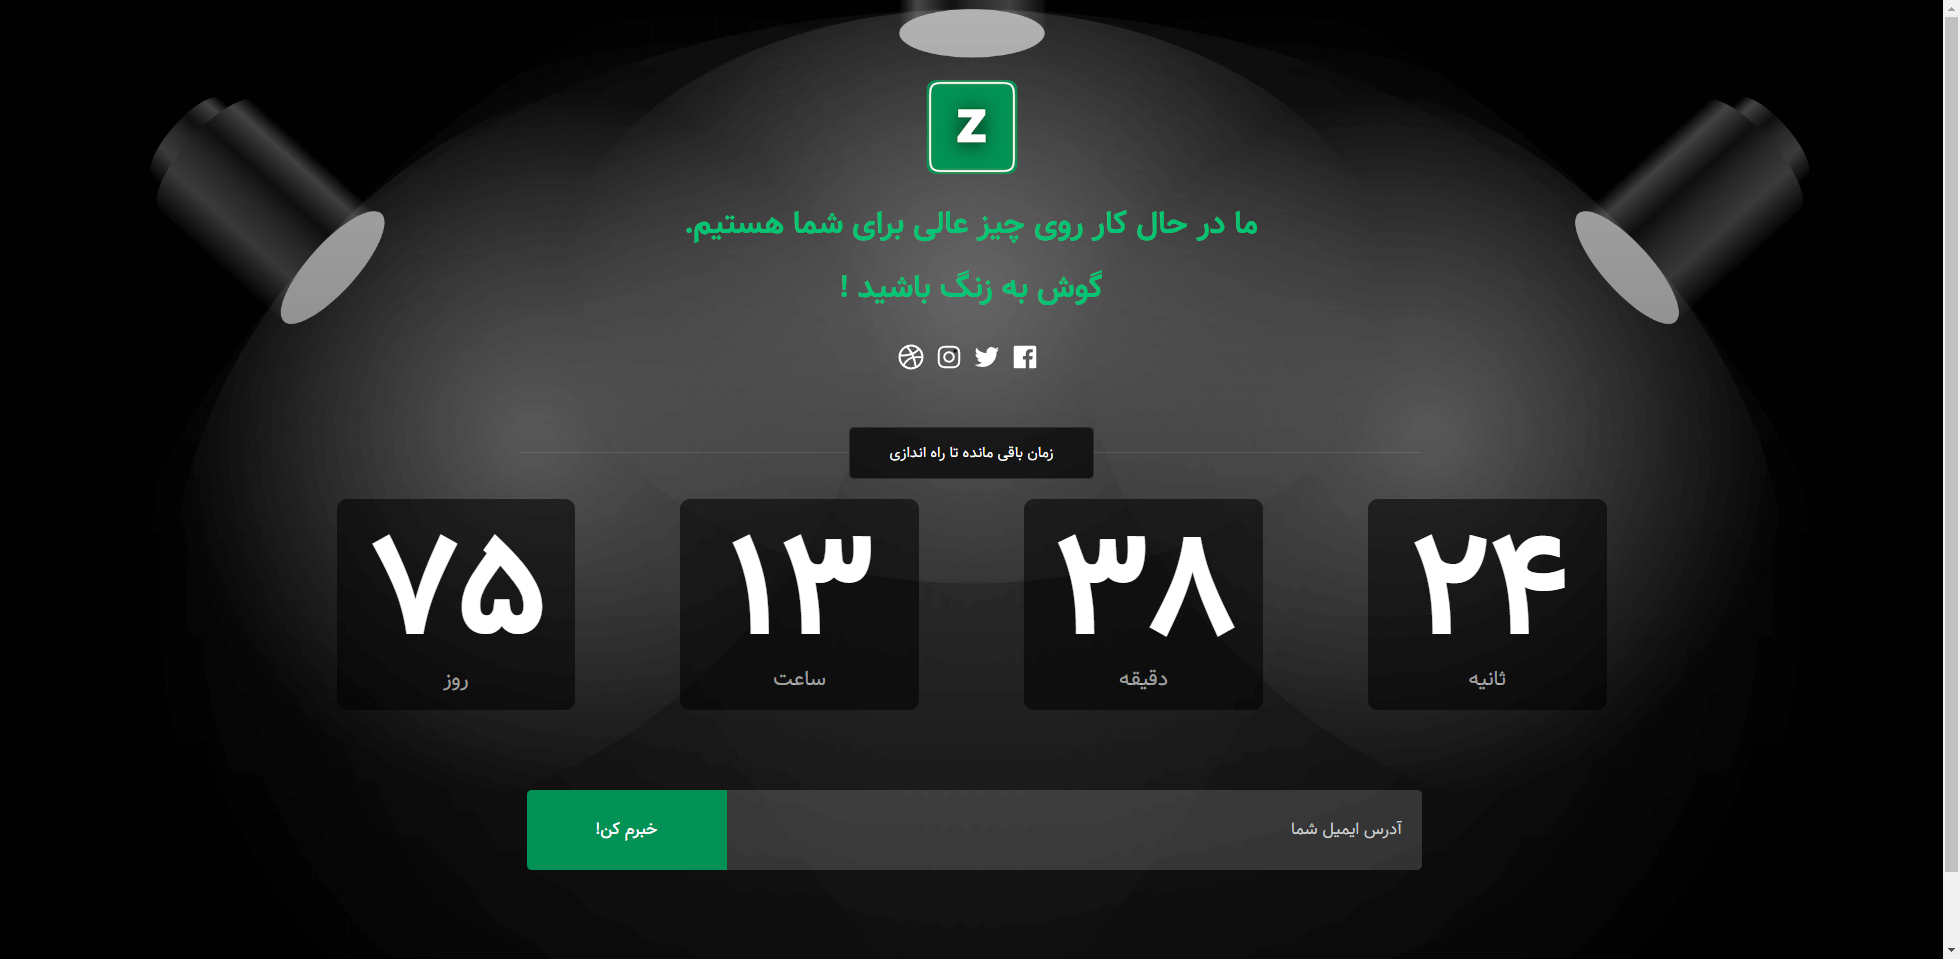 Z
ما در حال کار روی چیز عالی برای شما هستیم.
گوش به زنگ باشید !
زمان باقی مانده تا راه اندازی
۲۴
ثانیه
۳۸
دقیقه
۱۳
ساعت
۷۵
روز
آدرس ایمیل شما
خبرم کن!